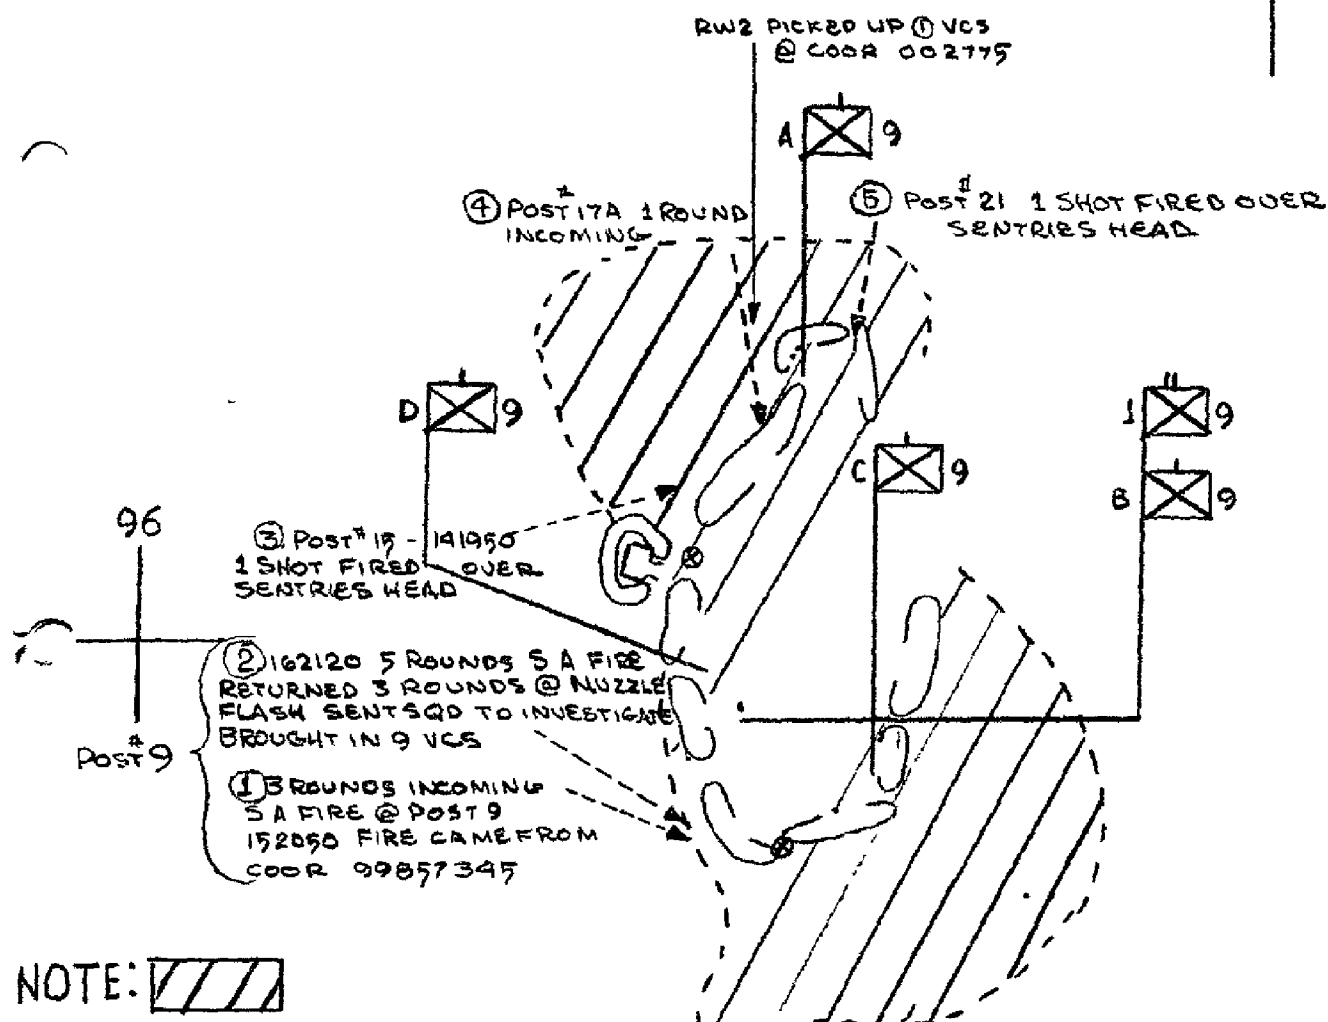 RW2 PICKED UP ① VCS
@ COOR 002775
A 9
④ POST # 17A 1 ROUND
INCOMING
⑤ POST # 21 1 SHOT FIRED OVER
SENTRIES HEAD
D 9
1 9
C 9
B 9
96
③ POST # 15 - 141950
1 SHOT FIRED OVER
SENTRIES HEAD
② 162120 5 ROUNDS S A FIRE
RETURNED 3 ROUNDS @ MUZZLE
FLASH SENT SQD TO INVESTIGATE
BROUGHT IN 9 VCS
POST # 9
① 3 ROUNDS INCOMING
S A FIRE @ POST 9
152050 FIRE CAME FROM
COOR 99857345
NOTE: